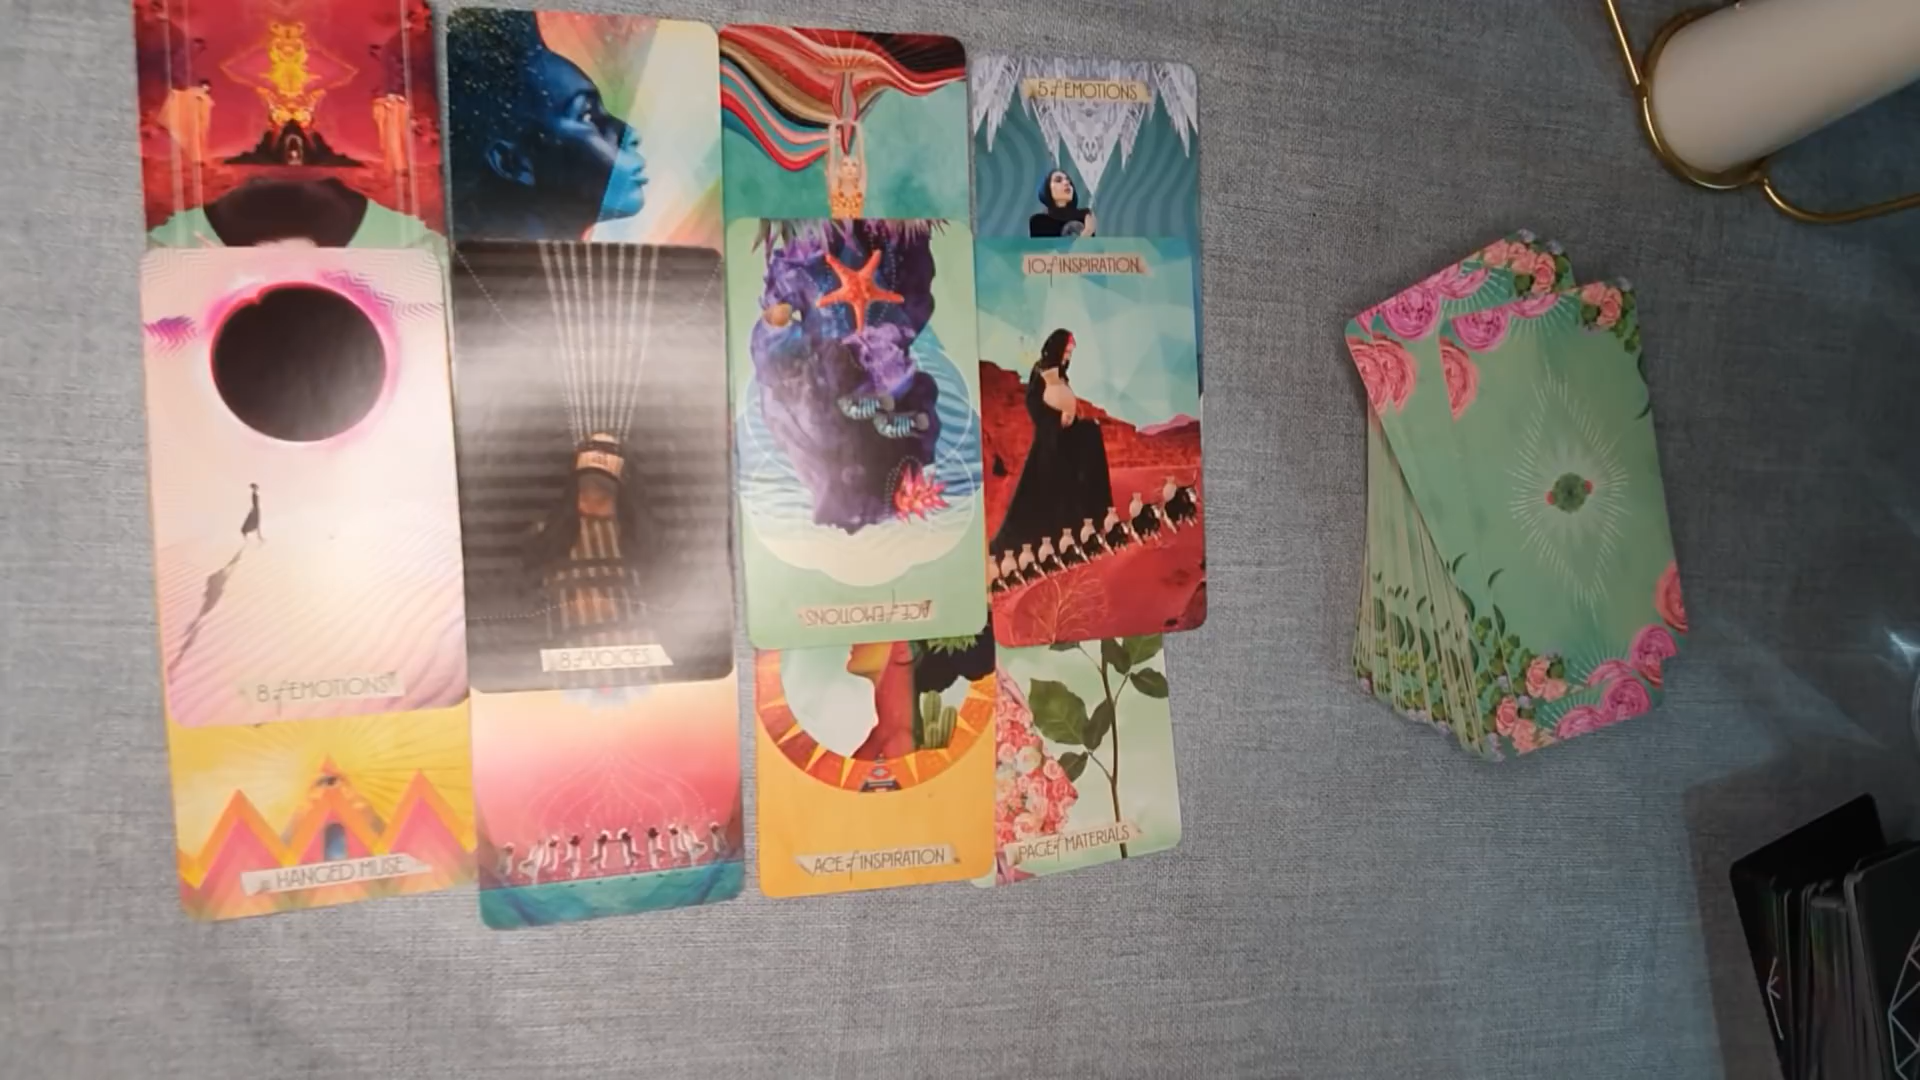 5 of EMOTIONS
10 of INSPIRATION
ACE of EMOTIONS
8 of VOICES
8 of EMOTIONS
PAGE of MATERIALS
ACE of INSPIRATION
HANGED MUSE